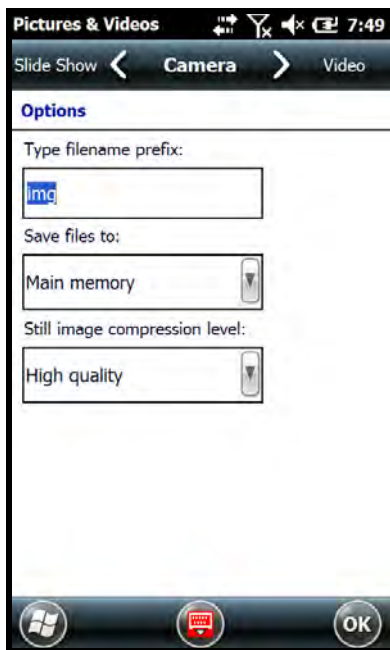 Pictures & Videos 7:49
Slide Show Camera Video
Options
Type filename prefix:
img
Save files to:
Main memory
Still image compression level:
High quality
OK